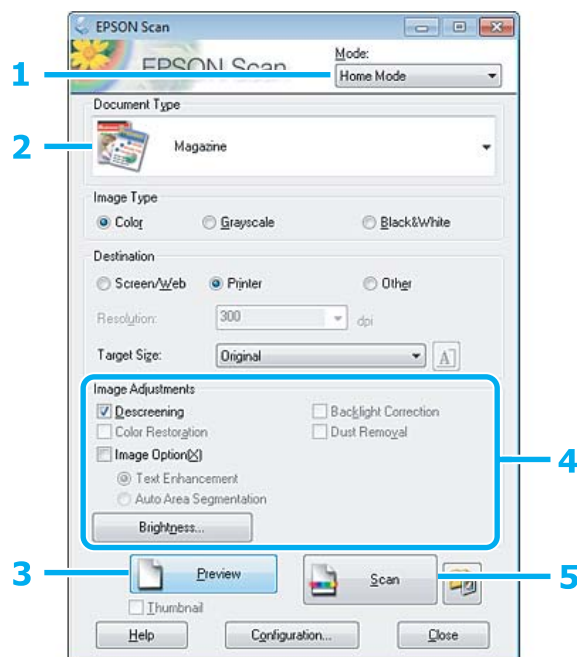 EPSON Scan
EPSON Scan
Mode:
1
Home Mode
Document Type
2
Magazine
Image Type
Color
Grayscale
Black&White
Destination
Screen/Web
Printer
Other
Resolution:
300
dpi
Target Size:
Original
A
Image Adjustments
Descreening
Backlight Correction
Color Restoration
Dust Removal
Image Option(X)
4
Text Enhancement
Auto Area Segmentation
Brightness...
3
Preview
Scan
5
Thumbnail
Help
Configuration...
Close